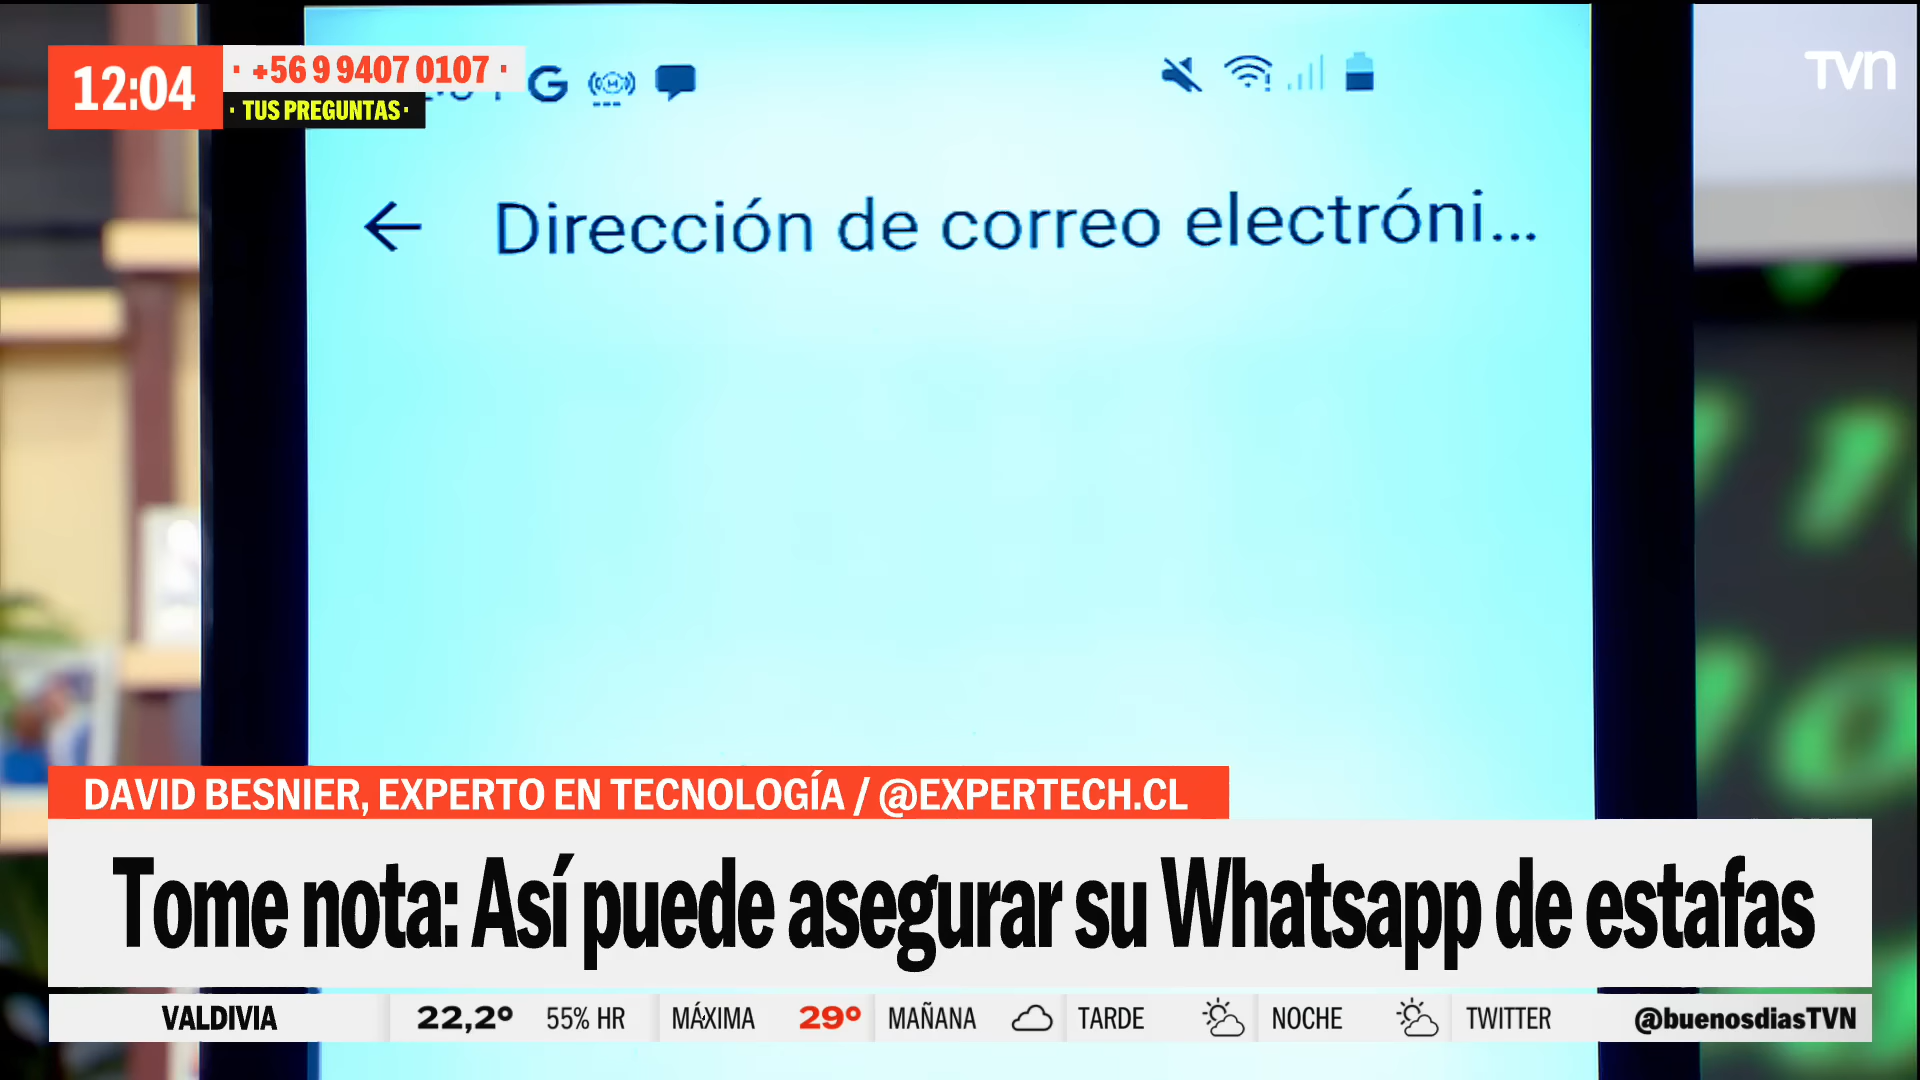 12:04
· +56 9 9407 0107 ·
· TUS PREGUNTAS ·
G
TVN
Dirección de correo electróni...
DAVID BESNIER, EXPERTO EN TECNOLOGÍA / @EXPERTECH.CL
Tome nota: Así puede asegurar su Whatsapp de estafas
VALDIVIA 22,2° 55% HR MÁXIMA 29° MAÑANA TARDE NOCHE TWITTER @buenosdiasTVN